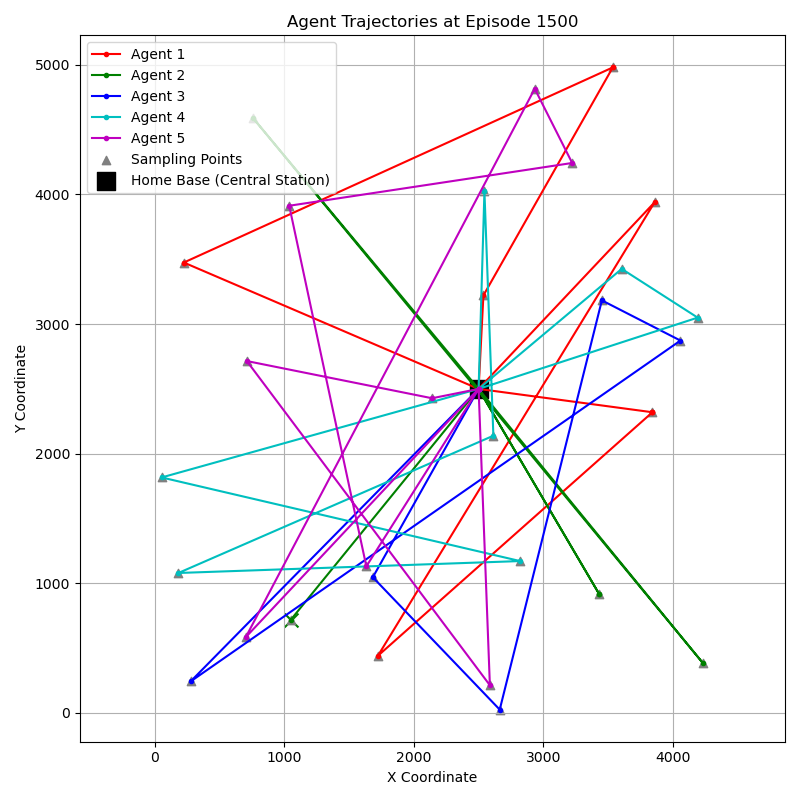 Agent Trajectories at Episode 1500
Agent 1
Agent 2
Agent 3
Agent 4
Agent 5
Sampling Points
Home Base (Central Station)
Y Coordinate
5000
4000
3000
2000
1000
0
0 1000 2000 3000 4000
X Coordinate